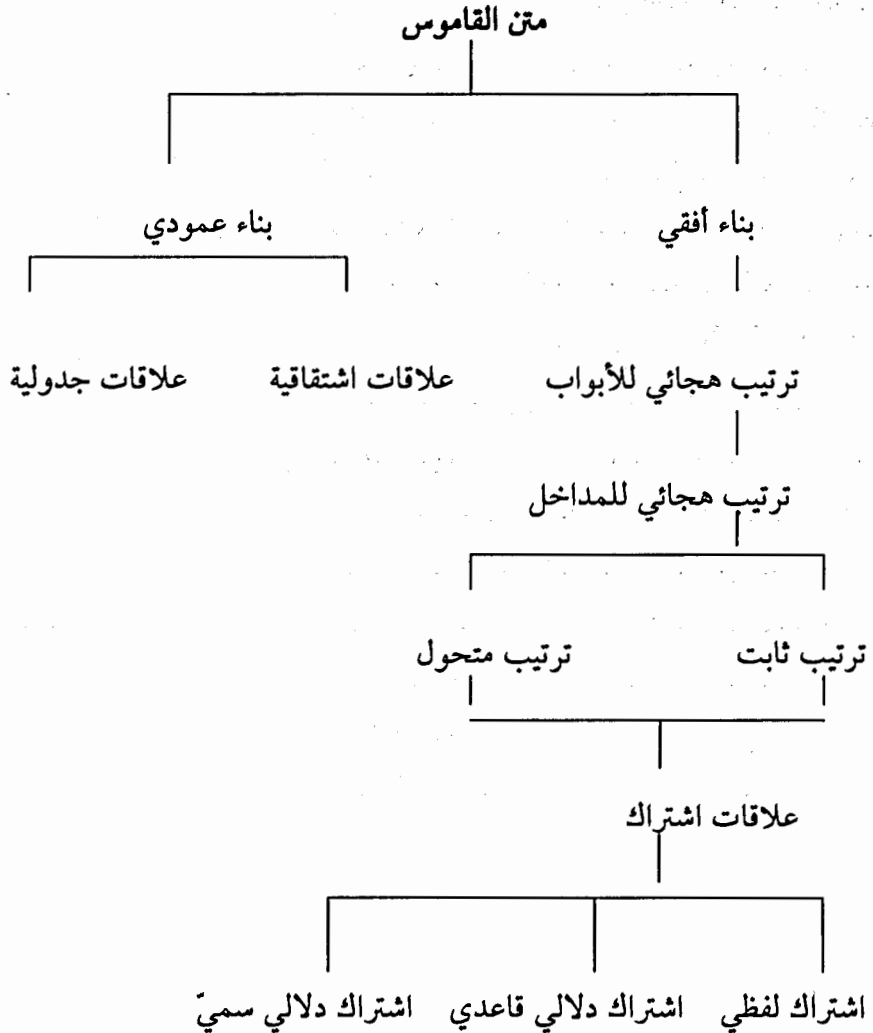 متن القاموس
بناء أفقي بناء عمودي
ترتيب هجائي للأبواب علاقات اشتقاقية علاقات جدولية
ترتيب هجائي للمداخل
ترتيب ثابت ترتيب متحول
علاقات اشتراك
اشتراك لفظي اشتراك دلالي قاعدي اشتراك دلالي سميّ